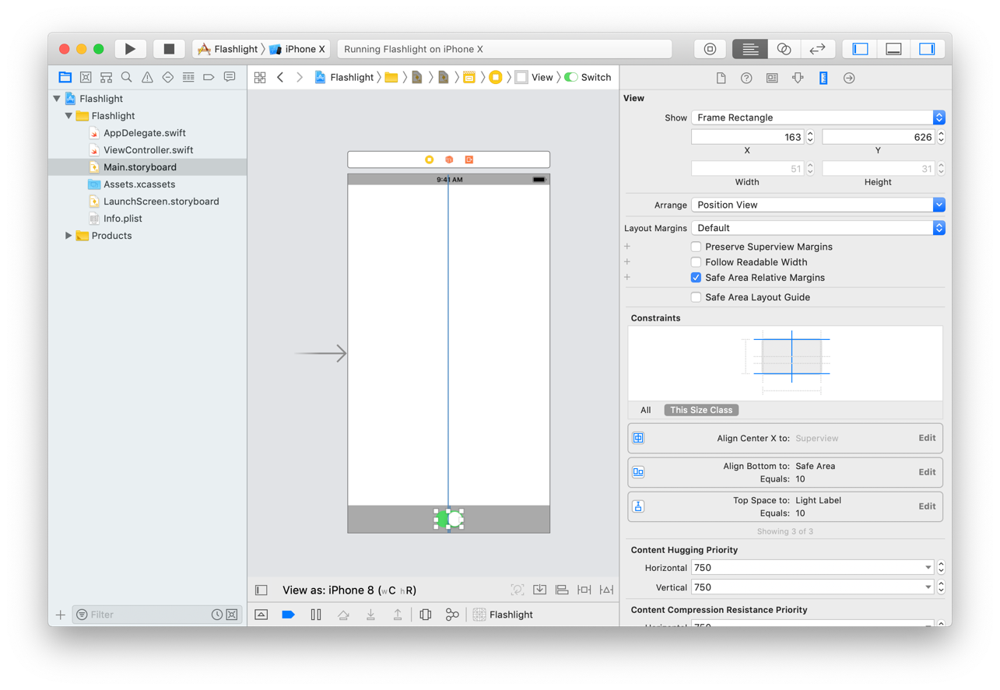 Flashlight iPhone X Running Flashlight on iPhone X
Flashlight View Switch
Flashlight
Flashlight
AppDelegate.swift
ViewController.swift
Main.storyboard
Assets.xcassets
LaunchScreen.storyboard
Info.plist
Products
Filter
9:41 AM
View as: iPhone 8 (wC hR)
Flashlight
View
Show Frame Rectangle
163 626
X Y
51 31
Width Height
Arrange Position View
Layout Margins Default
Preserve Superview Margins
Follow Readable Width
Safe Area Relative Margins
Safe Area Layout Guide
Constraints
All This Size Class
Align Center X to: Superview Edit
Align Bottom to: Safe Area
Equals: 10 Edit
Top Space to: Light Label
Equals: 10 Edit
Showing 3 of 3
Content Hugging Priority
Horizontal 750
Vertical 750
Content Compression Resistance Priority
Horizontal 750